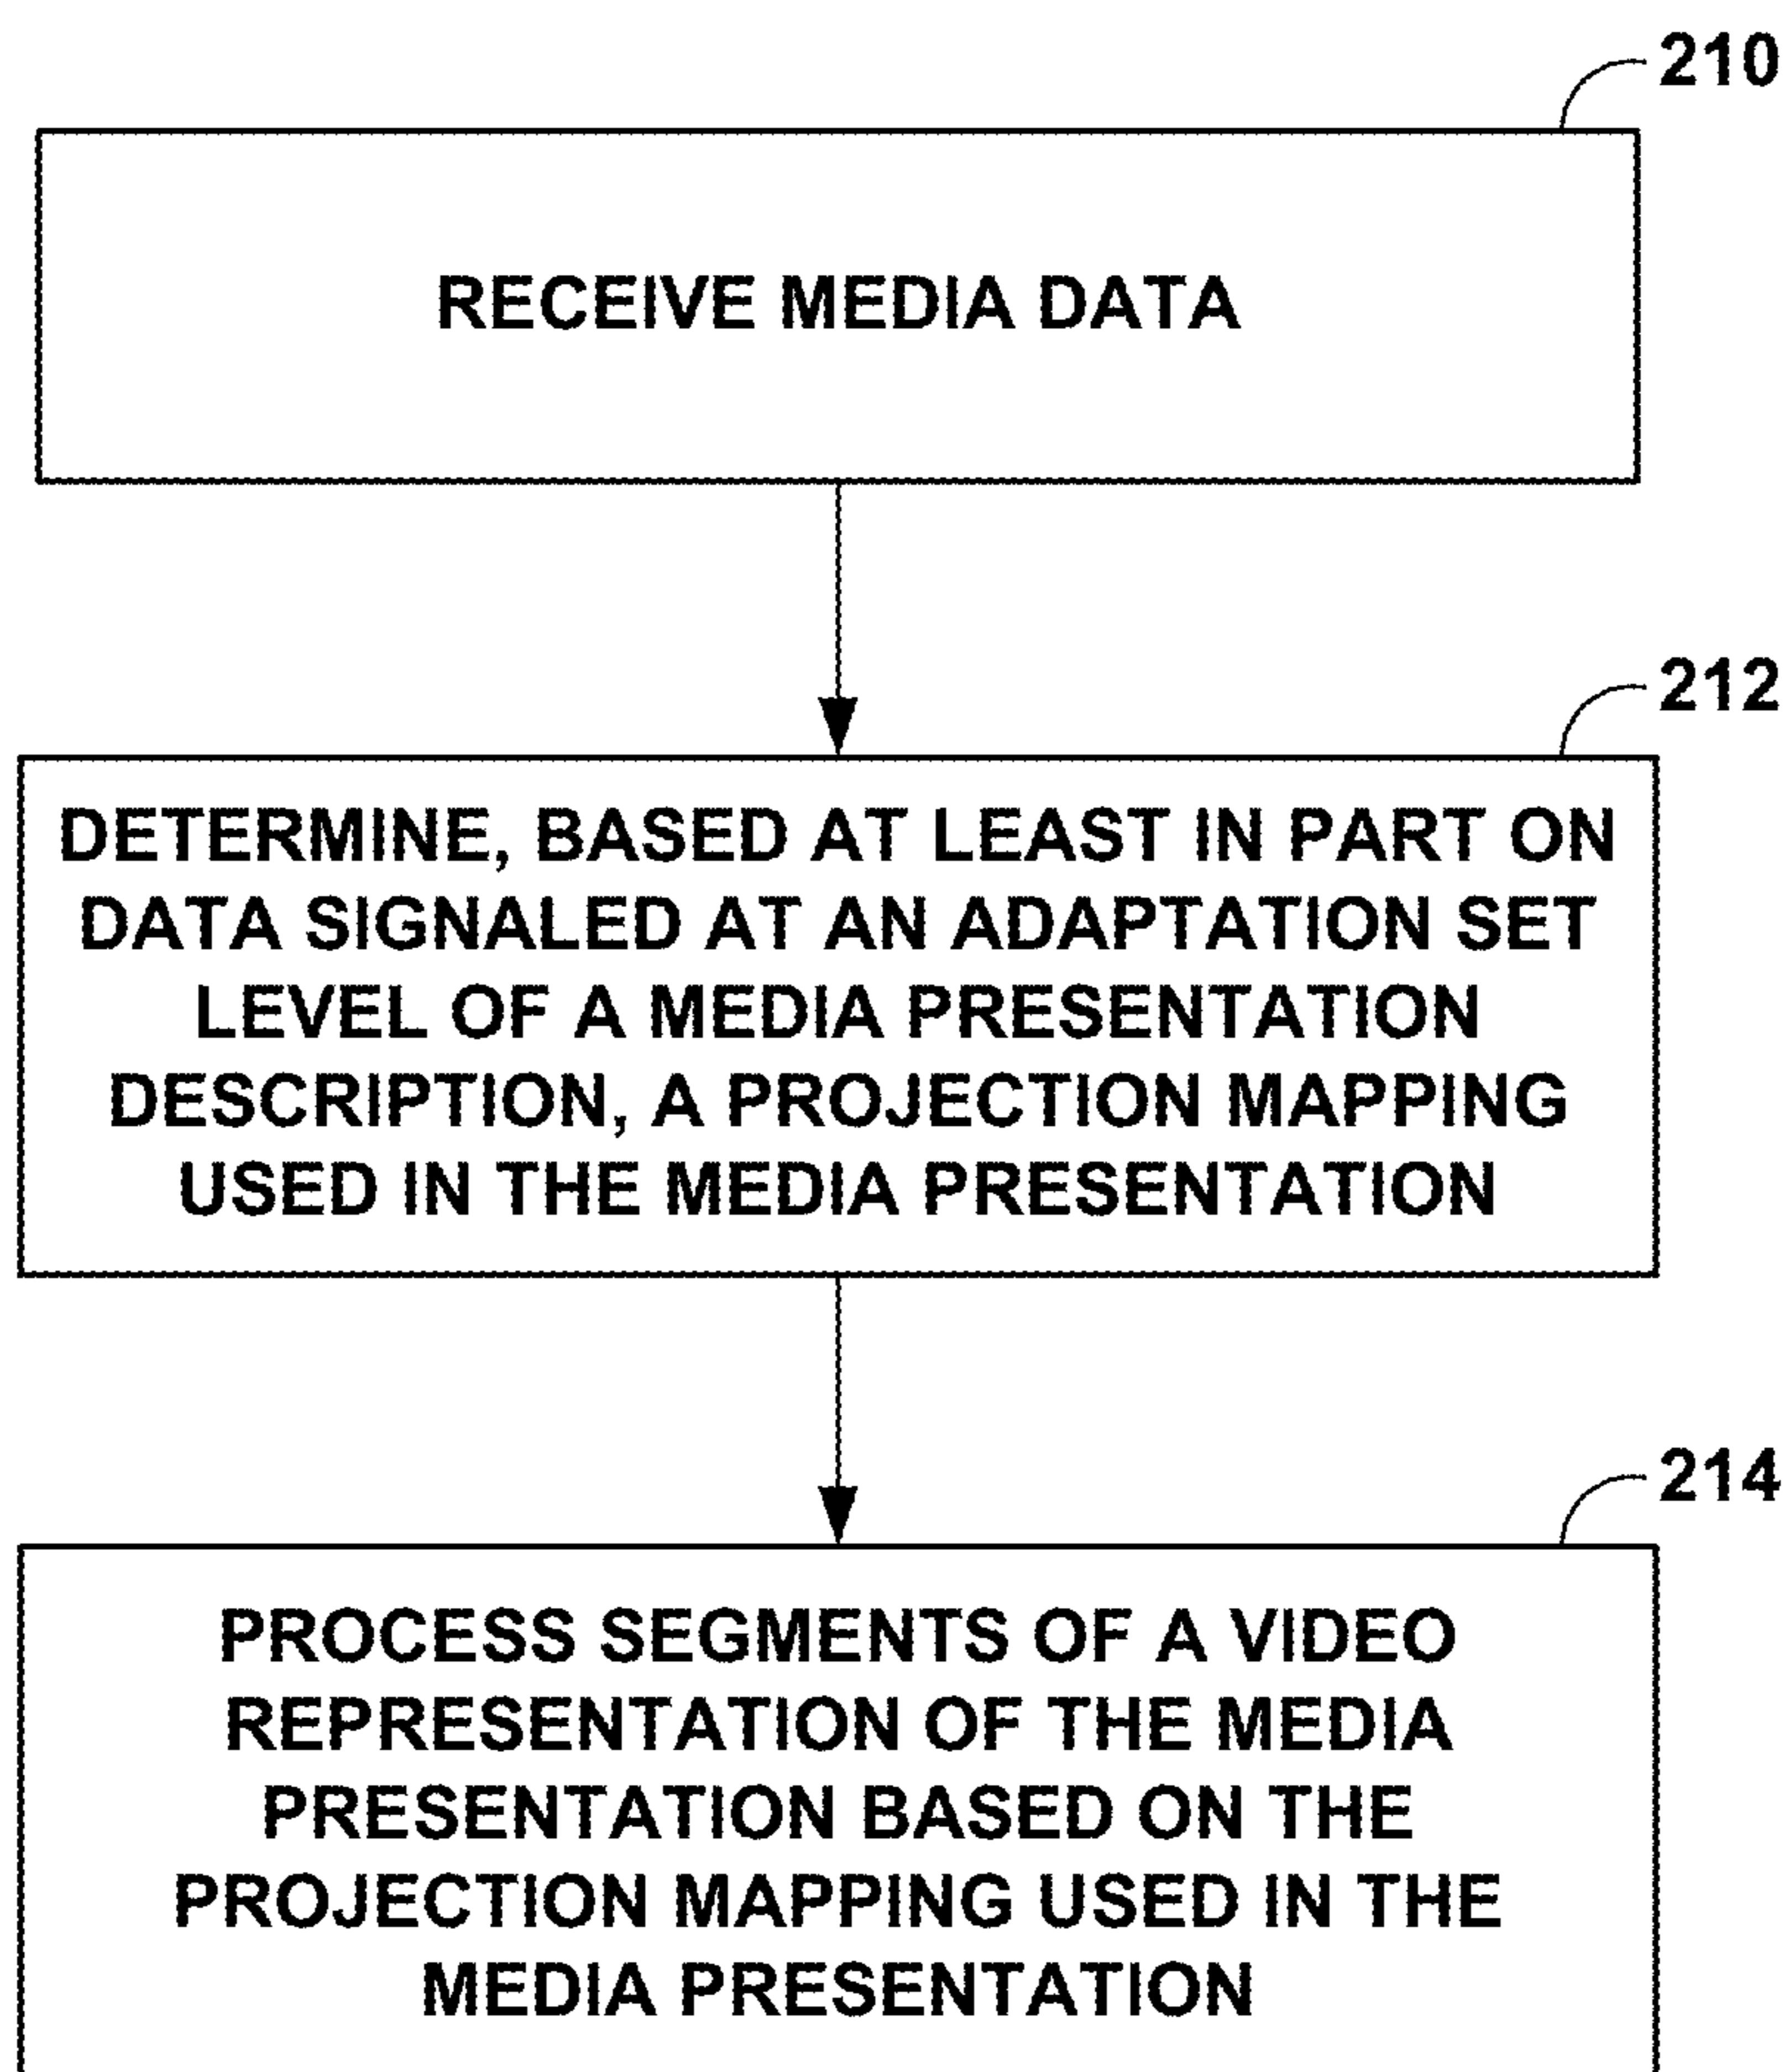 210
RECEIVE MEDIA DATA
212
DETERMINE, BASED AT LEAST IN PART ON
DATA SIGNALED AT AN ADAPTATION SET
LEVEL OF A MEDIA PRESENTATION
DESCRIPTION, A PROJECTION MAPPING
USED IN THE MEDIA PRESENTATION
214
PROCESS SEGMENTS OF A VIDEO
REPRESENTATION OF THE MEDIA
PRESENTATION BASED ON THE
PROJECTION MAPPING USED IN THE
MEDIA PRESENTATION